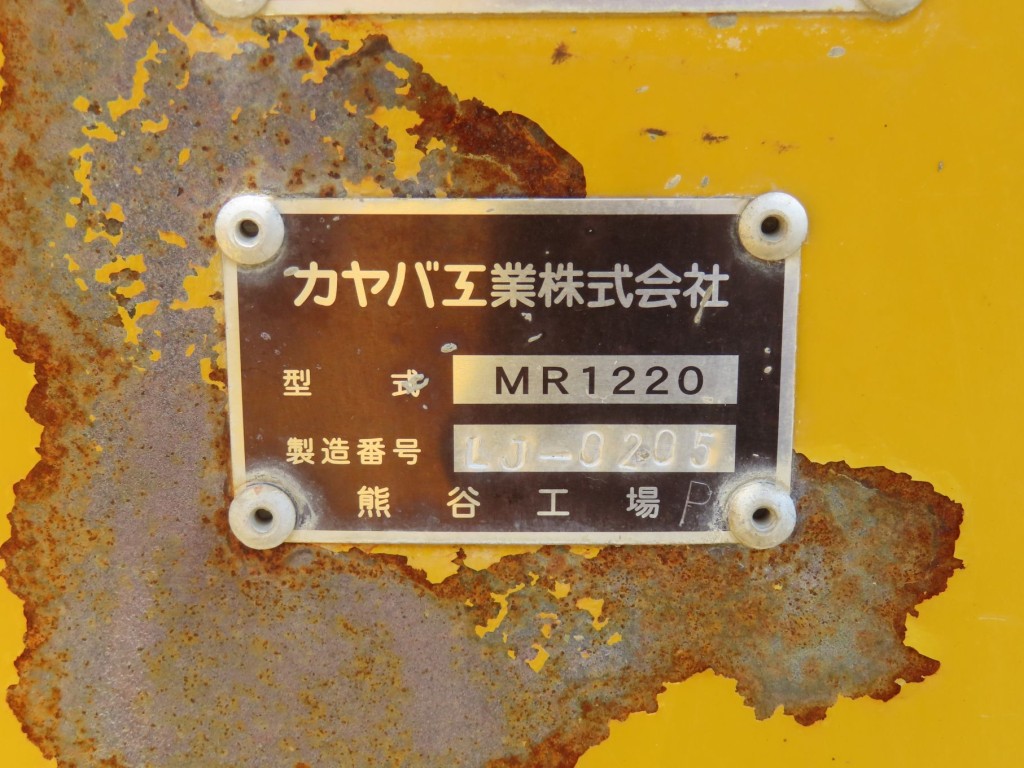 カヤバ工業株式会社
型式 MR1220
製造番号 LJ-0205
熊谷工場 P